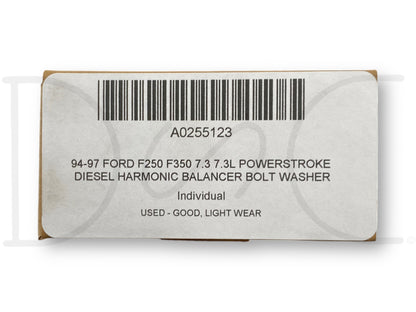 A0255123
94-97 FORD F250 F350 7.3 7.3L POWERSTROKE
DIESEL HARMONIC BALANCER BOLT WASHER
Individual
USED - GOOD, LIGHT WEAR